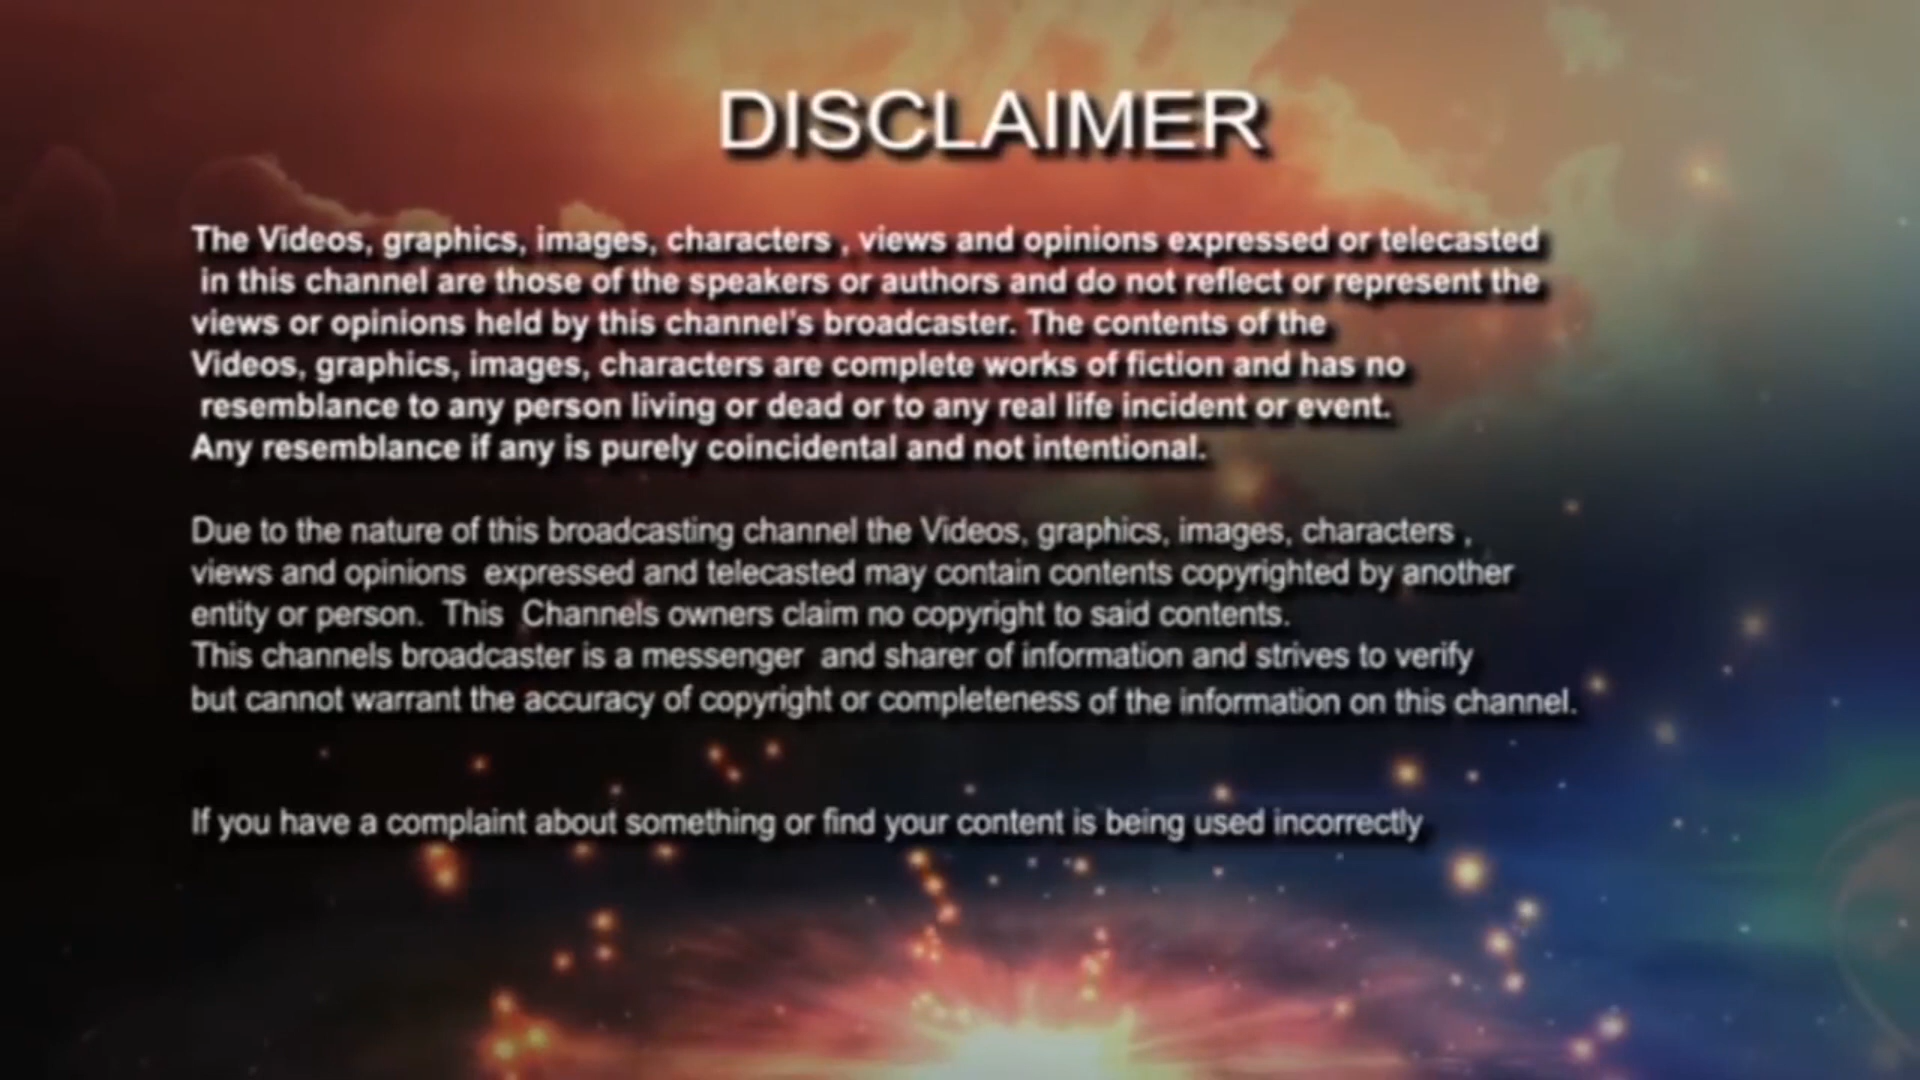 DISCLAIMER
The Videos, graphics, images, characters , views and opinions expressed or telecasted
in this channel are those of the speakers or authors and do not reflect or represent the
views or opinions held by this channel's broadcaster. The contents of the
Videos, graphics, images, characters are complete works of fiction and has no
resemblance to any person living or dead or to any real life incident or event.
Any resemblance if any is purely coincidental and not intentional.
Due to the nature of this broadcasting channel the Videos, graphics, images, characters ,
views and opinions expressed and telecasted may contain contents copyrighted by another
entity or person. This Channels owners claim no copyright to said contents.
This channels broadcaster is a messenger and sharer of information and strives to verify
but cannot warrant the accuracy of copyright or completeness of the information on this channel.
If you have a complaint about something or find your content is being used incorrectly